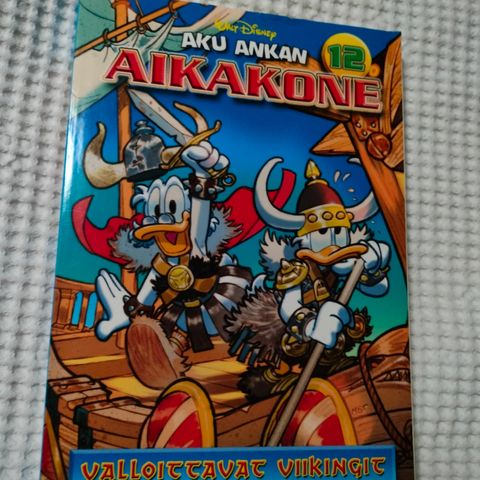 Walt Disney
AKU ANKAN
12
AIKAKONE
VALLOITTAVAT VIIKINGIT